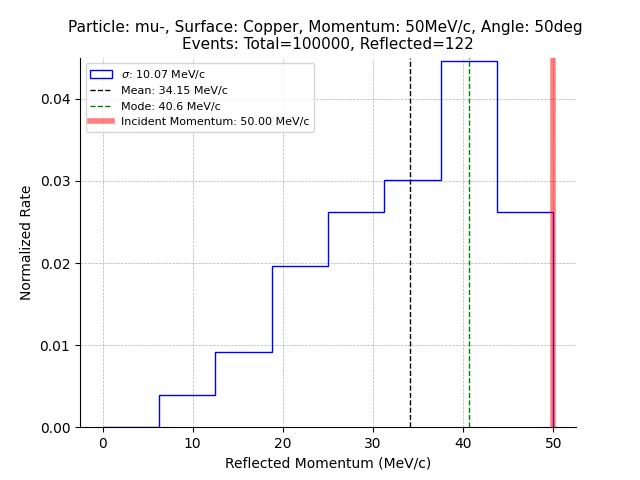 Particle: mu-, Surface: Copper, Momentum: 50MeV/c, Angle: 50deg
Events: Total=100000, Reflected=122
σ: 10.07 MeV/c
Mean: 34.15 MeV/c
Mode: 40.6 MeV/c
Incident Momentum: 50.00 MeV/c
Normalized Rate
0.04
0.03
0.02
0.01
0.00
0 10 20 30 40 50
Reflected Momentum (MeV/c)